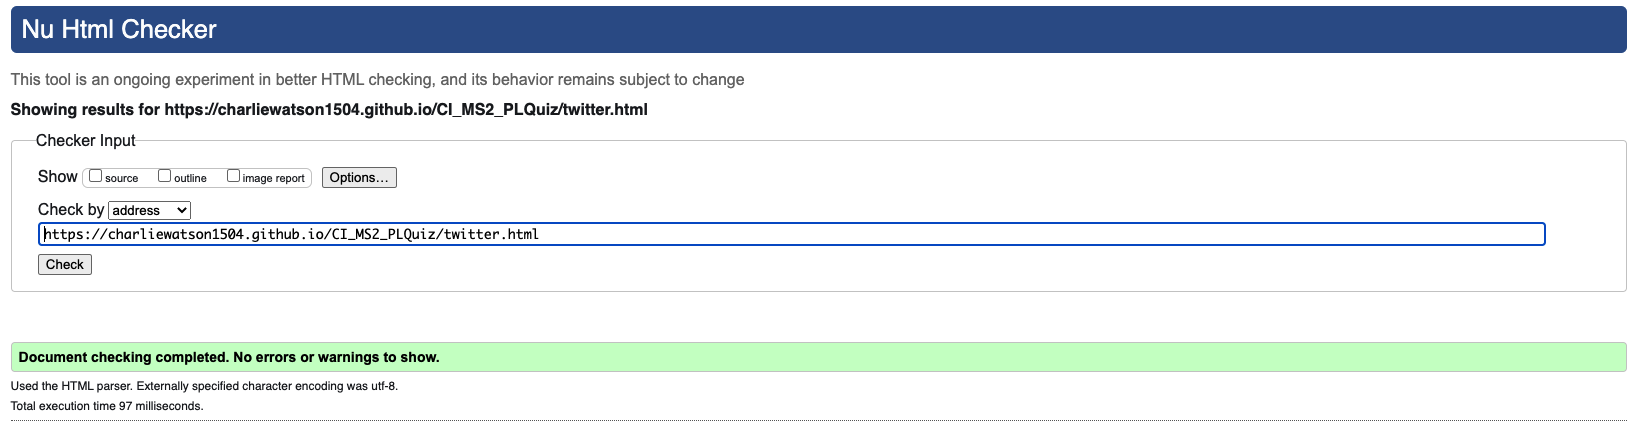 Nu Html Checker
This tool is an ongoing experiment in better HTML checking, and its behavior remains subject to change
Showing results for https://charliewatson1504.github.io/CI_MS2_PLQuiz/twitter.html
Checker Input
Show source outline image report Options...
Check by address
https://charliewatson1504.github.io/CI_MS2_PLQuiz/twitter.html
Check
Document checking completed. No errors or warnings to show.
Used the HTML parser. Externally specified character encoding was utf-8.
Total execution time 97 milliseconds.